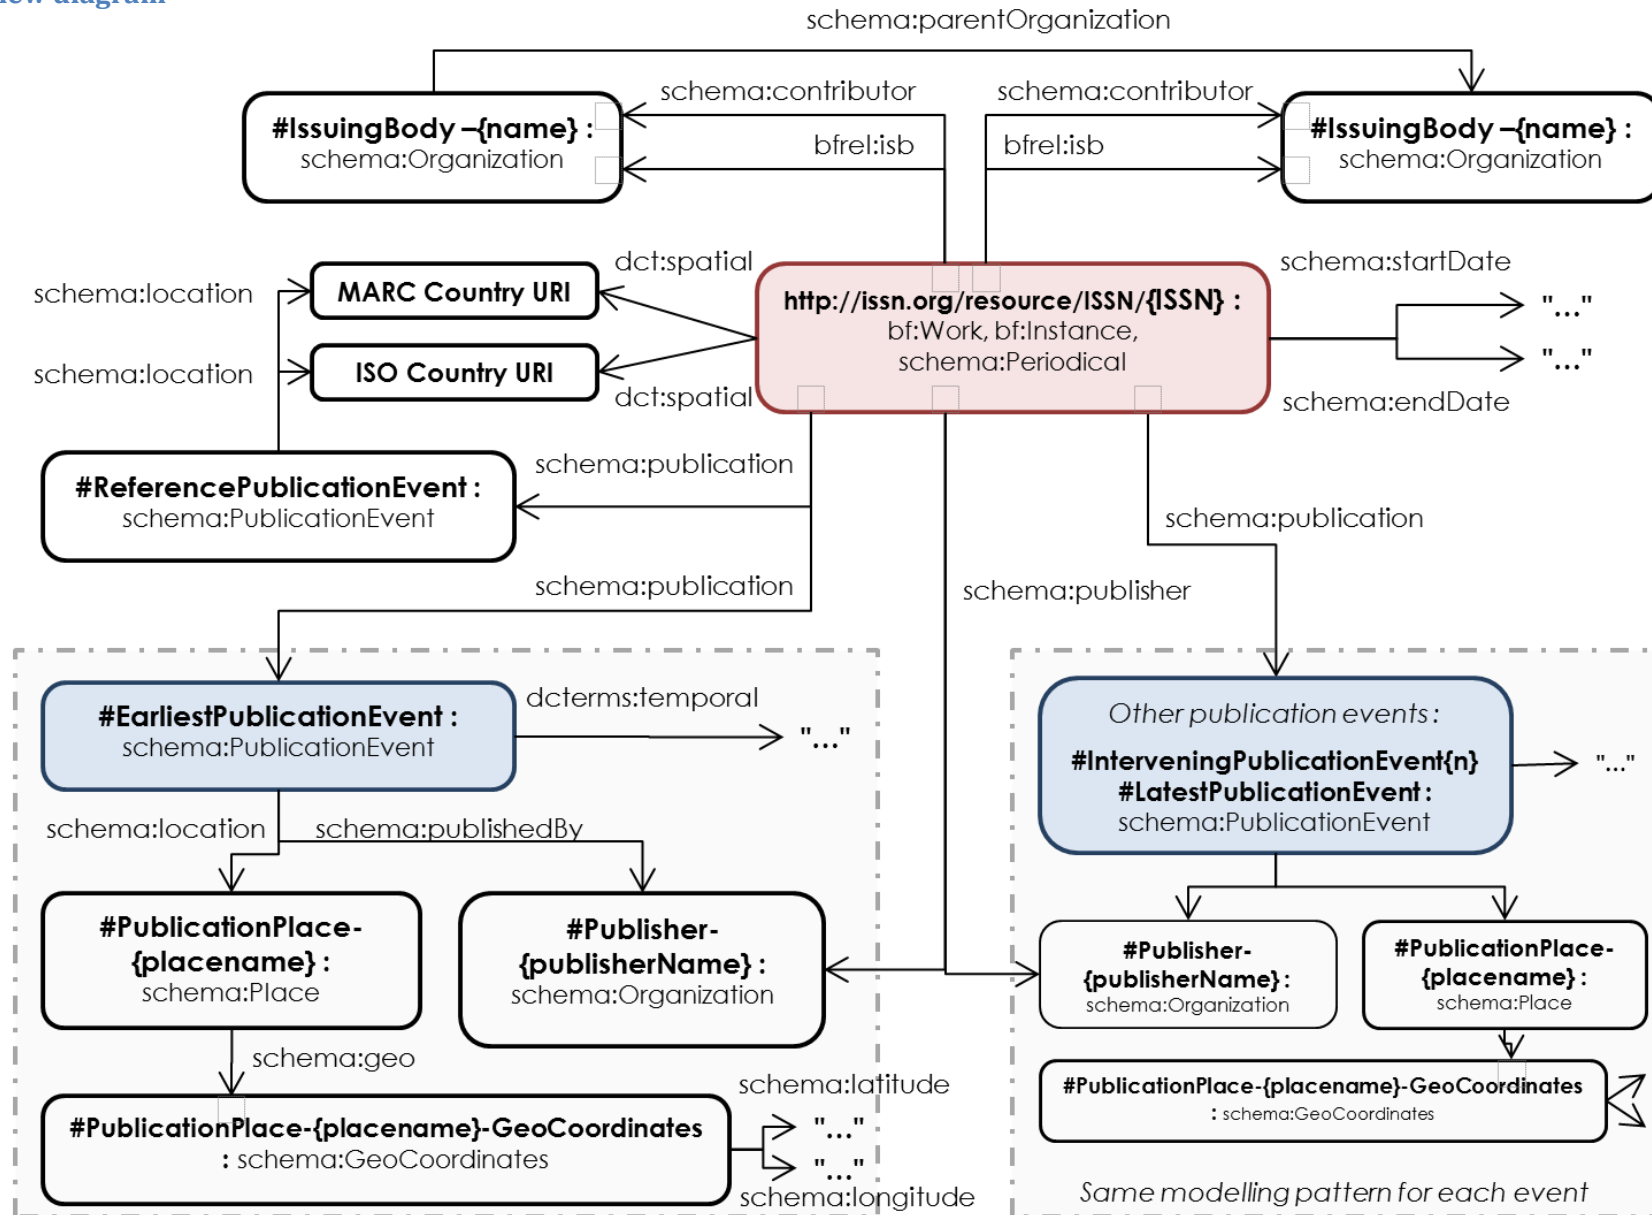 diagram
schema:parentOrganization
schema:contributor
schema:contributor
#IssuingBody –{name} :
schema:Organization
bfrel:isb
bfrel:isb
#IssuingBody –{name} :
schema:Organization
schema:location
MARC Country URI
dct:spatial
http://issn.org/resource/ISSN/{ISSN} :
bf:Work, bf:Instance,
schema:Periodical
schema:startDate
"..."
"..."
schema:endDate
schema:location
ISO Country URI
dct:spatial
#ReferencePublicationEvent :
schema:PublicationEvent
schema:publication
schema:publication
schema:publication
schema:publisher
#EarliestPublicationEvent :
schema:PublicationEvent
dcterms:temporal
"..."
Other publication events :
#InterveningPublicationEvent{n}
#LatestPublicationEvent :
schema:PublicationEvent
"..."
schema:location
schema:publishedBy
#PublicationPlace-
{placename} :
schema:Place
#Publisher-
{publisherName} :
schema:Organization
#Publisher-
{publisherName} :
schema:Organization
#PublicationPlace-
{placename} :
schema:Place
schema:geo
#PublicationPlace-{placename}-GeoCoordinates
: schema:GeoCoordinates
schema:latitude
"..."
"..."
schema:longitude
#PublicationPlace-{placename}-GeoCoordinates
: schema:GeoCoordinates
Same modelling pattern for each event